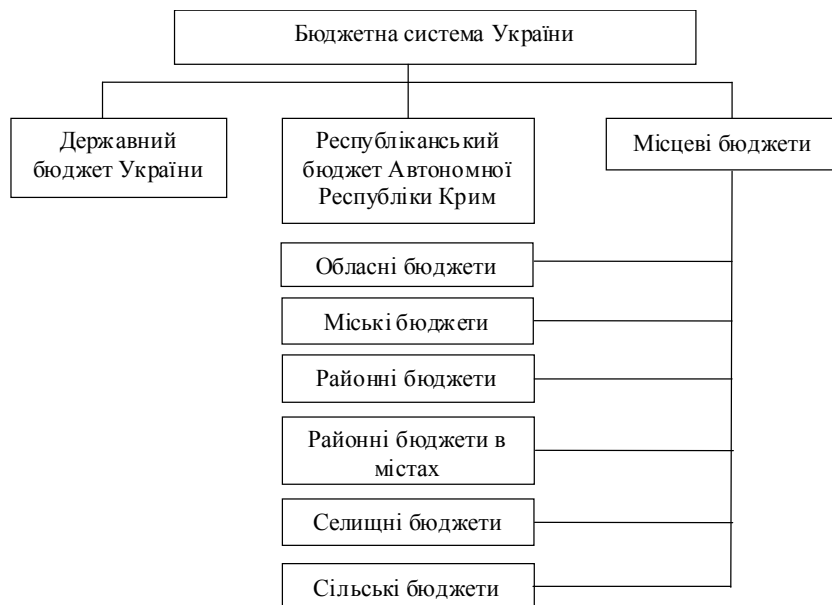 Бюджетна система України
Державний
бюджет України
Республіканський
бюджет Автономної
Республіки Крим
Місцеві бюджети
Обласні бюджети
Міські бюджети
Районні бюджети
Районні бюджети в
містах
Селищні бюджети
Сільські бюджети